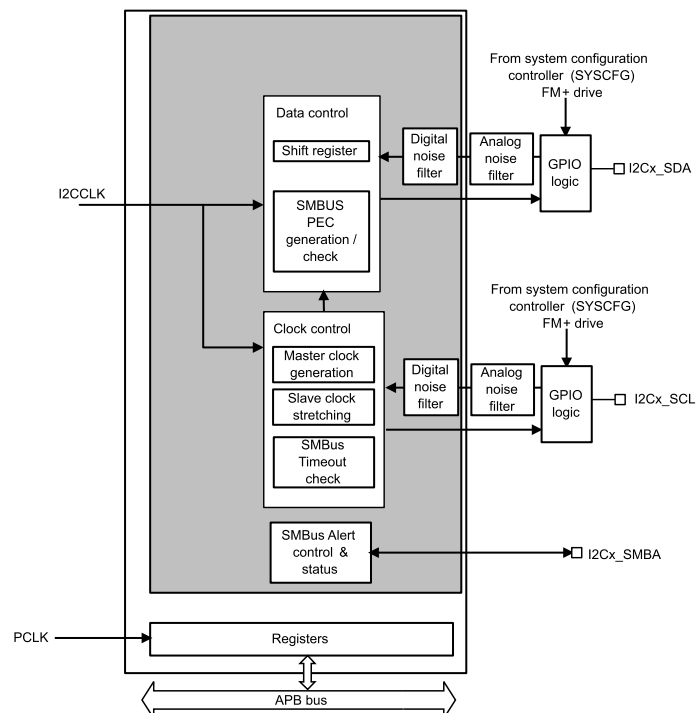 From system configuration
controller (SYSCFG)
FM+ drive
Data control
Shift register
Digital
noise
filter
Analog
noise
filter
GPIO
logic
I2Cx_SDA
I2CCLK
SMBUS
PEC
generation /
check
From system configuration
controller (SYSCFG)
FM+ drive
Clock control
Master clock
generation
Slave clock
stretching
SMBus
Timeout
check
Digital
noise
filter
Analog
noise
filter
GPIO
logic
I2Cx_SCL
SMBus Alert
control &
status
I2Cx_SMBA
PCLK
Registers
APB bus